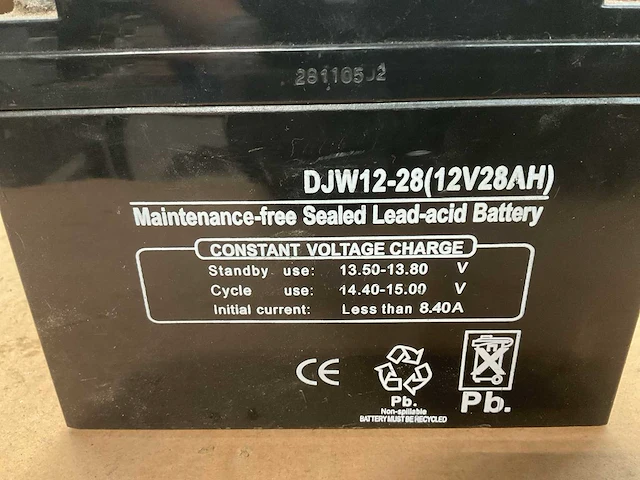 281105J2
DJW12-28(12V28AH)
Maintenance-free Sealed Lead-acid Battery
CONSTANT VOLTAGE CHARGE
Standby use: 13.50-13.80 V
Cycle use: 14.40-15.00 V
Initial current: Less than 8.40A
CE
Pb.
Non-spillable
BATTERY MUST BE RECYCLED
Pb.